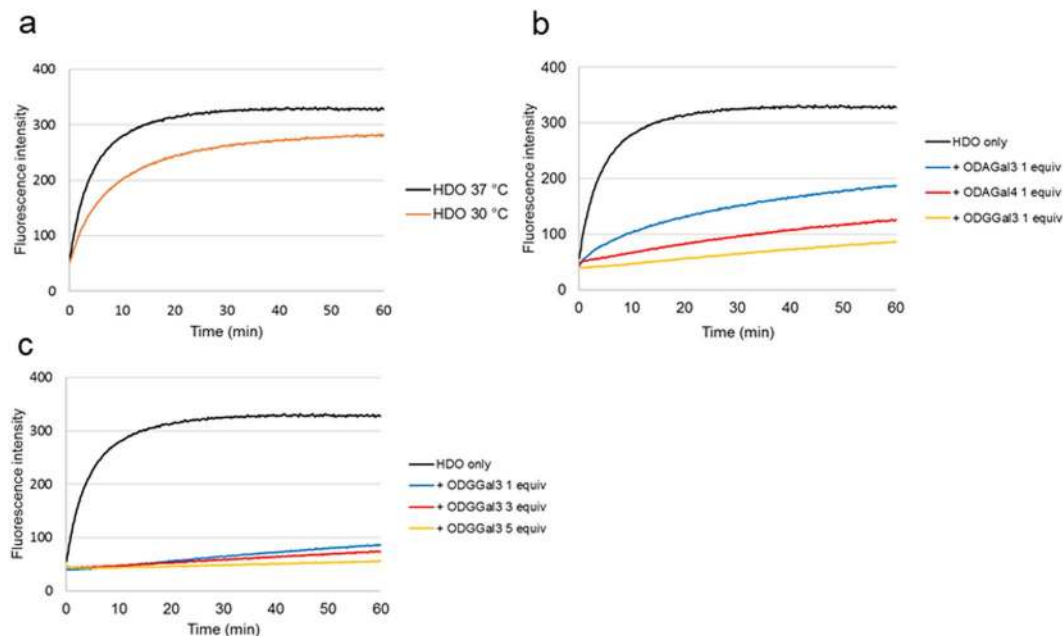 a
400
300
200
100
0
Fluorescence intensity
0 10 20 30 40 50 60
Time (min)
HDO 37 °C
HDO 30 °C
b
400
300
200
100
0
Fluorescence intensity
0 10 20 30 40 50 60
Time (min)
HDO only
+ ODAGal3 1 equiv
+ ODAGal4 1 equiv
+ ODGGal3 1 equiv
c
400
300
200
100
0
Fluorescence intensity
0 10 20 30 40 50 60
Time (min)
HDO only
+ ODGGal3 1 equiv
+ ODGGal3 3 equiv
+ ODGGal3 5 equiv